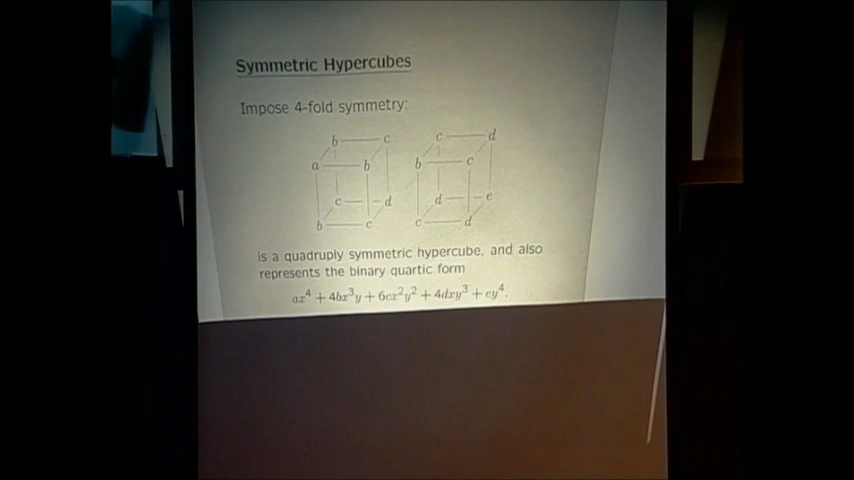 Symmetric Hypercubes
Impose 4-fold symmetry:
b c c d
a b b c
c d d e
b c c d
is a quadruply symmetric hypercube, and also
represents the binary quartic form
ax⁴ + 4bx³y + 6cx²y² + 4dxy³ + ey⁴.